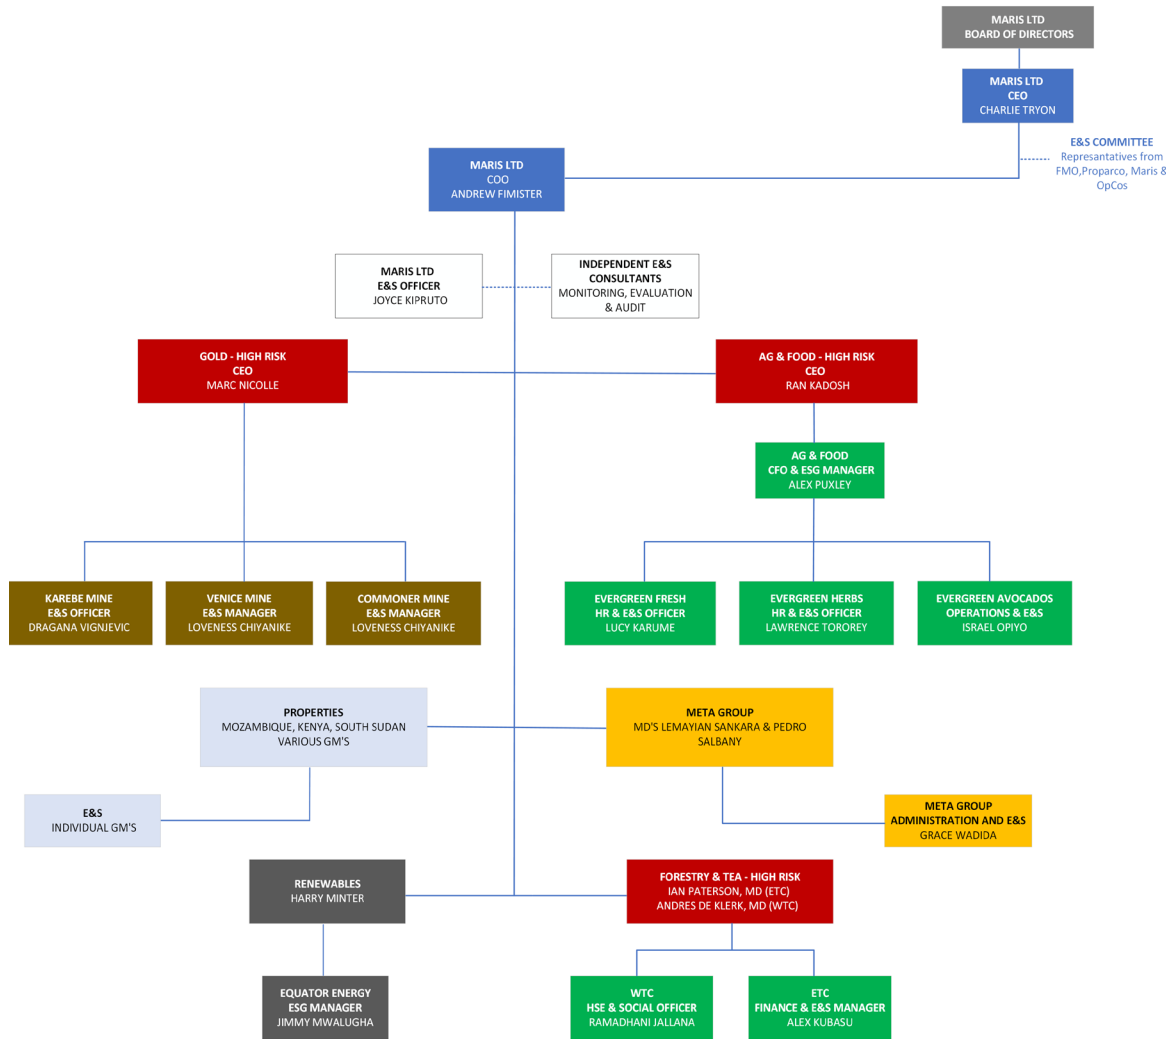 MARIS LTD
BOARD OF DIRECTORS
MARIS LTD
CEO
CHARLIE TRYON
E&S COMMITTEE
Represantatives from
FMO,Proparco, Maris &
OpCos
MARIS LTD
COO
ANDREW FIMISTER
MARIS LTD
E&S OFFICER
JOYCE KIPRUTO
INDEPENDENT E&S
CONSULTANTS
MONITORING, EVALUATION
& AUDIT
GOLD - HIGH RISK
CEO
MARC NICOLLE
AG & FOOD - HIGH RISK
CEO
RAN KADOSH
AG & FOOD
CFO & ESG MANAGER
ALEX PUXLEY
KAREBE MINE
E&S OFFICER
DRAGANA VIGNJEVIC
VENICE MINE
E&S MANAGER
LOVENESS CHIYANIKE
COMMONER MINE
E&S MANAGER
LOVENESS CHIYANIKE
EVERGREEN FRESH
HR & E&S OFFICER
LUCY KARUME
EVERGREEN HERBS
HR & E&S OFFICER
LAWRENCE TOROREY
EVERGREEN AVOCADOS
OPERATIONS & E&S
ISRAEL OPIYO
PROPERTIES
MOZAMBIQUE, KENYA, SOUTH SUDAN
VARIOUS GM'S
META GROUP
MD'S LEMAYIAN SANKARA & PEDRO
SALBANY
E&S
INDIVIDUAL GM'S
META GROUP
ADMINISTRATION AND E&S
GRACE WADIDA
RENEWABLES
HARRY MINTER
FORESTRY & TEA - HIGH RISK
IAN PATERSON, MD (ETC)
ANDRES DE KLERK, MD (WTC)
EQUATOR ENERGY
ESG MANAGER
JIMMY MWALUGHA
WTC
HSE & SOCIAL OFFICER
RAMADHANI JALLANA
ETC
FINANCE & E&S MANAGER
ALEX KUBASU